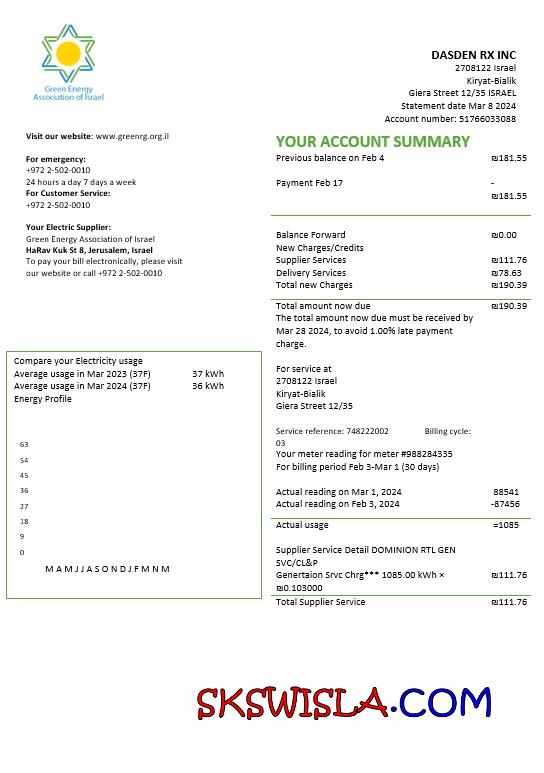 Green Energy
Association of Israel
DASDEN RX INC
2708122 Israel
Kiryat-Bialik
Giera Street 12/35 ISRAEL
Statement date Mar 8 2024
Account number: 51766033088
Visit our website: www.greenrg.org.il
For emergency:
+972 2-502-0010
24 hours a day 7 days a week
For Customer Service:
+972 2-502-0010
Your Electric Supplier:
Green Energy Association of Israel
HaRav Kuk St 8, Jerusalem, Israel
To pay your bill electronically, please visit
our website or call +972 2-502-0010
YOUR ACCOUNT SUMMARY
Previous balance on Feb 4 ₪181.55
Payment Feb 17 -
₪181.55
Balance Forward ₪0.00
New Charges/Credits
Supplier Services ₪111.76
Delivery Services ₪78.63
Total new Charges ₪190.39
Total amount now due ₪190.39
The total amount now due must be received by
Mar 28 2024, to avoid 1.00% late payment
charge.
For service at
2708122 Israel
Kiryat-Bialik
Giera Street 12/35
Service reference: 748222002 Billing cycle:
03
Your meter reading for meter #988284335
For billing period Feb 3-Mar 1 (30 days)
Actual reading on Mar 1, 2024 88541
Actual reading on Feb 3, 2024 -87456
Actual usage =1085
Supplier Service Detail DOMINION RTL GEN
SVC/CL&P
Genertaion Srvc Chrg*** 1085.00 kWh × ₪111.76
₪0.103000
Total Supplier Service ₪111.76
Compare your Electricity usage
Average usage in Mar 2023 (37F) 37 kWh
Average usage in Mar 2024 (37F) 36 kWh
Energy Profile
63
54
45
36
27
18
9
0
M A M J J A S O N D J F M N M
SKSWISLA.COM